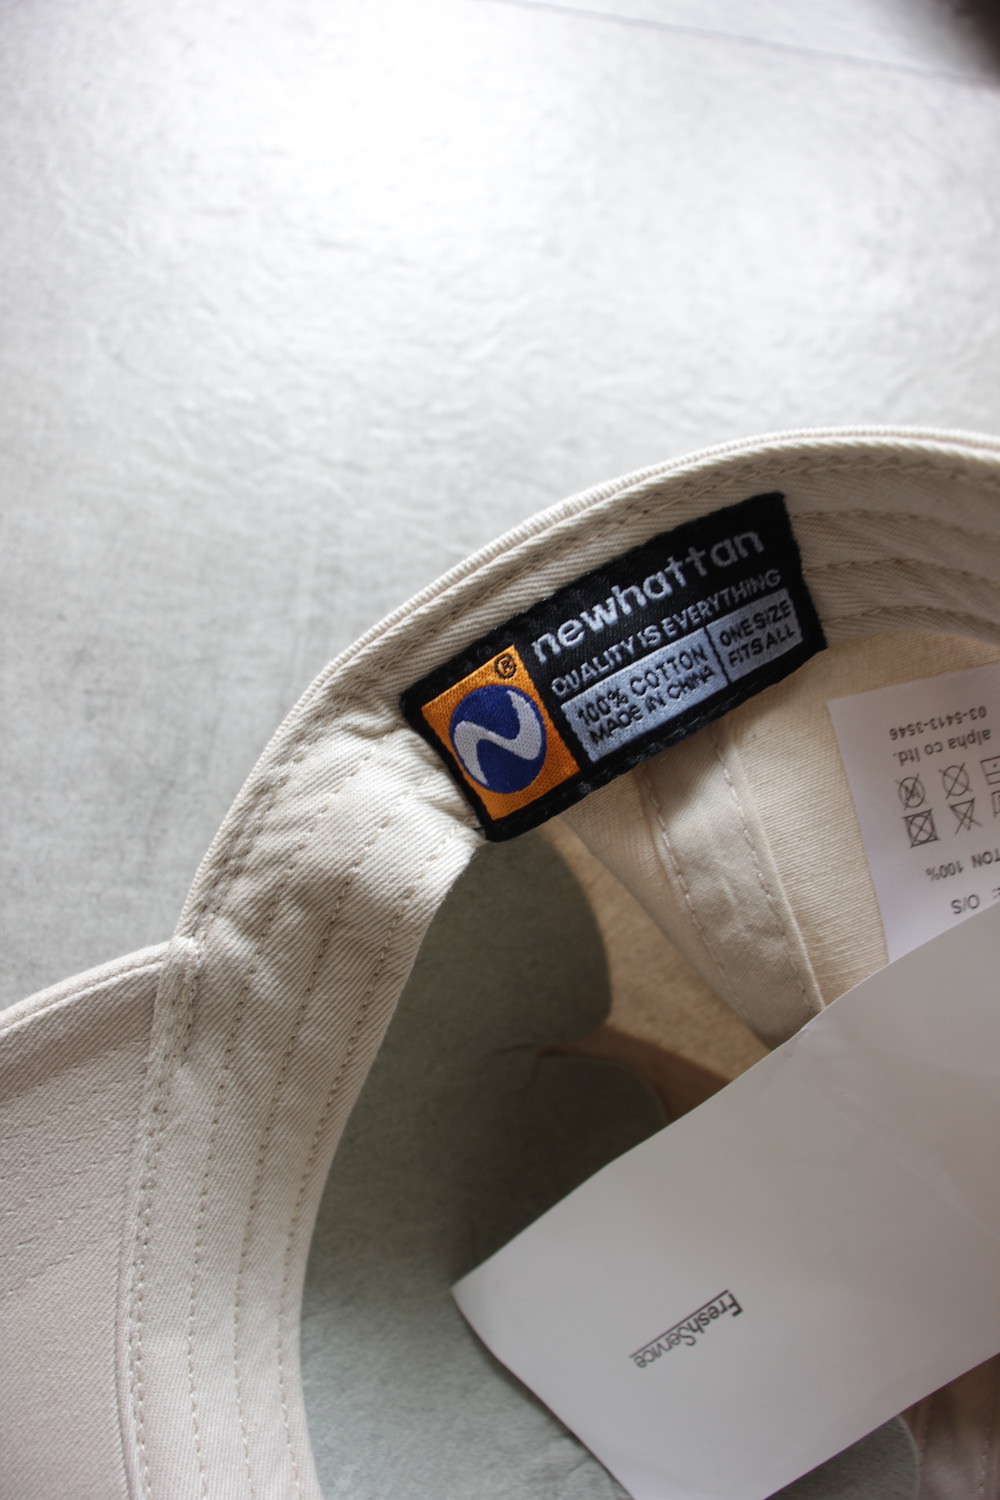 newhattan
QUALITY IS EVERYTHING
100% COTTON
MADE IN CHINA
ONE SIZE
FITS ALL
®
O/S
100%
alpha co ltd.
03-5413-3546
FreshService